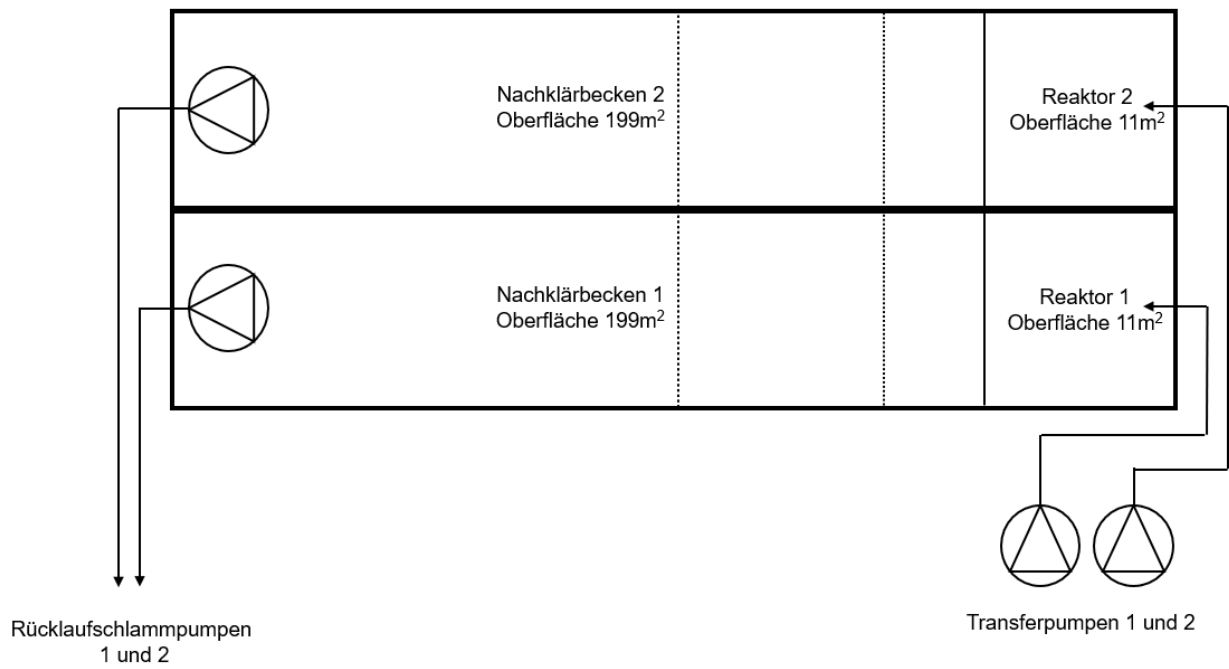 Nachklärbecken 2
Oberfläche 199m²
Reaktor 2
Oberfläche 11m²
Nachklärbecken 1
Oberfläche 199m²
Reaktor 1
Oberfläche 11m²
Rücklaufschlammpumpen
1 und 2
Transferpumpen 1 und 2